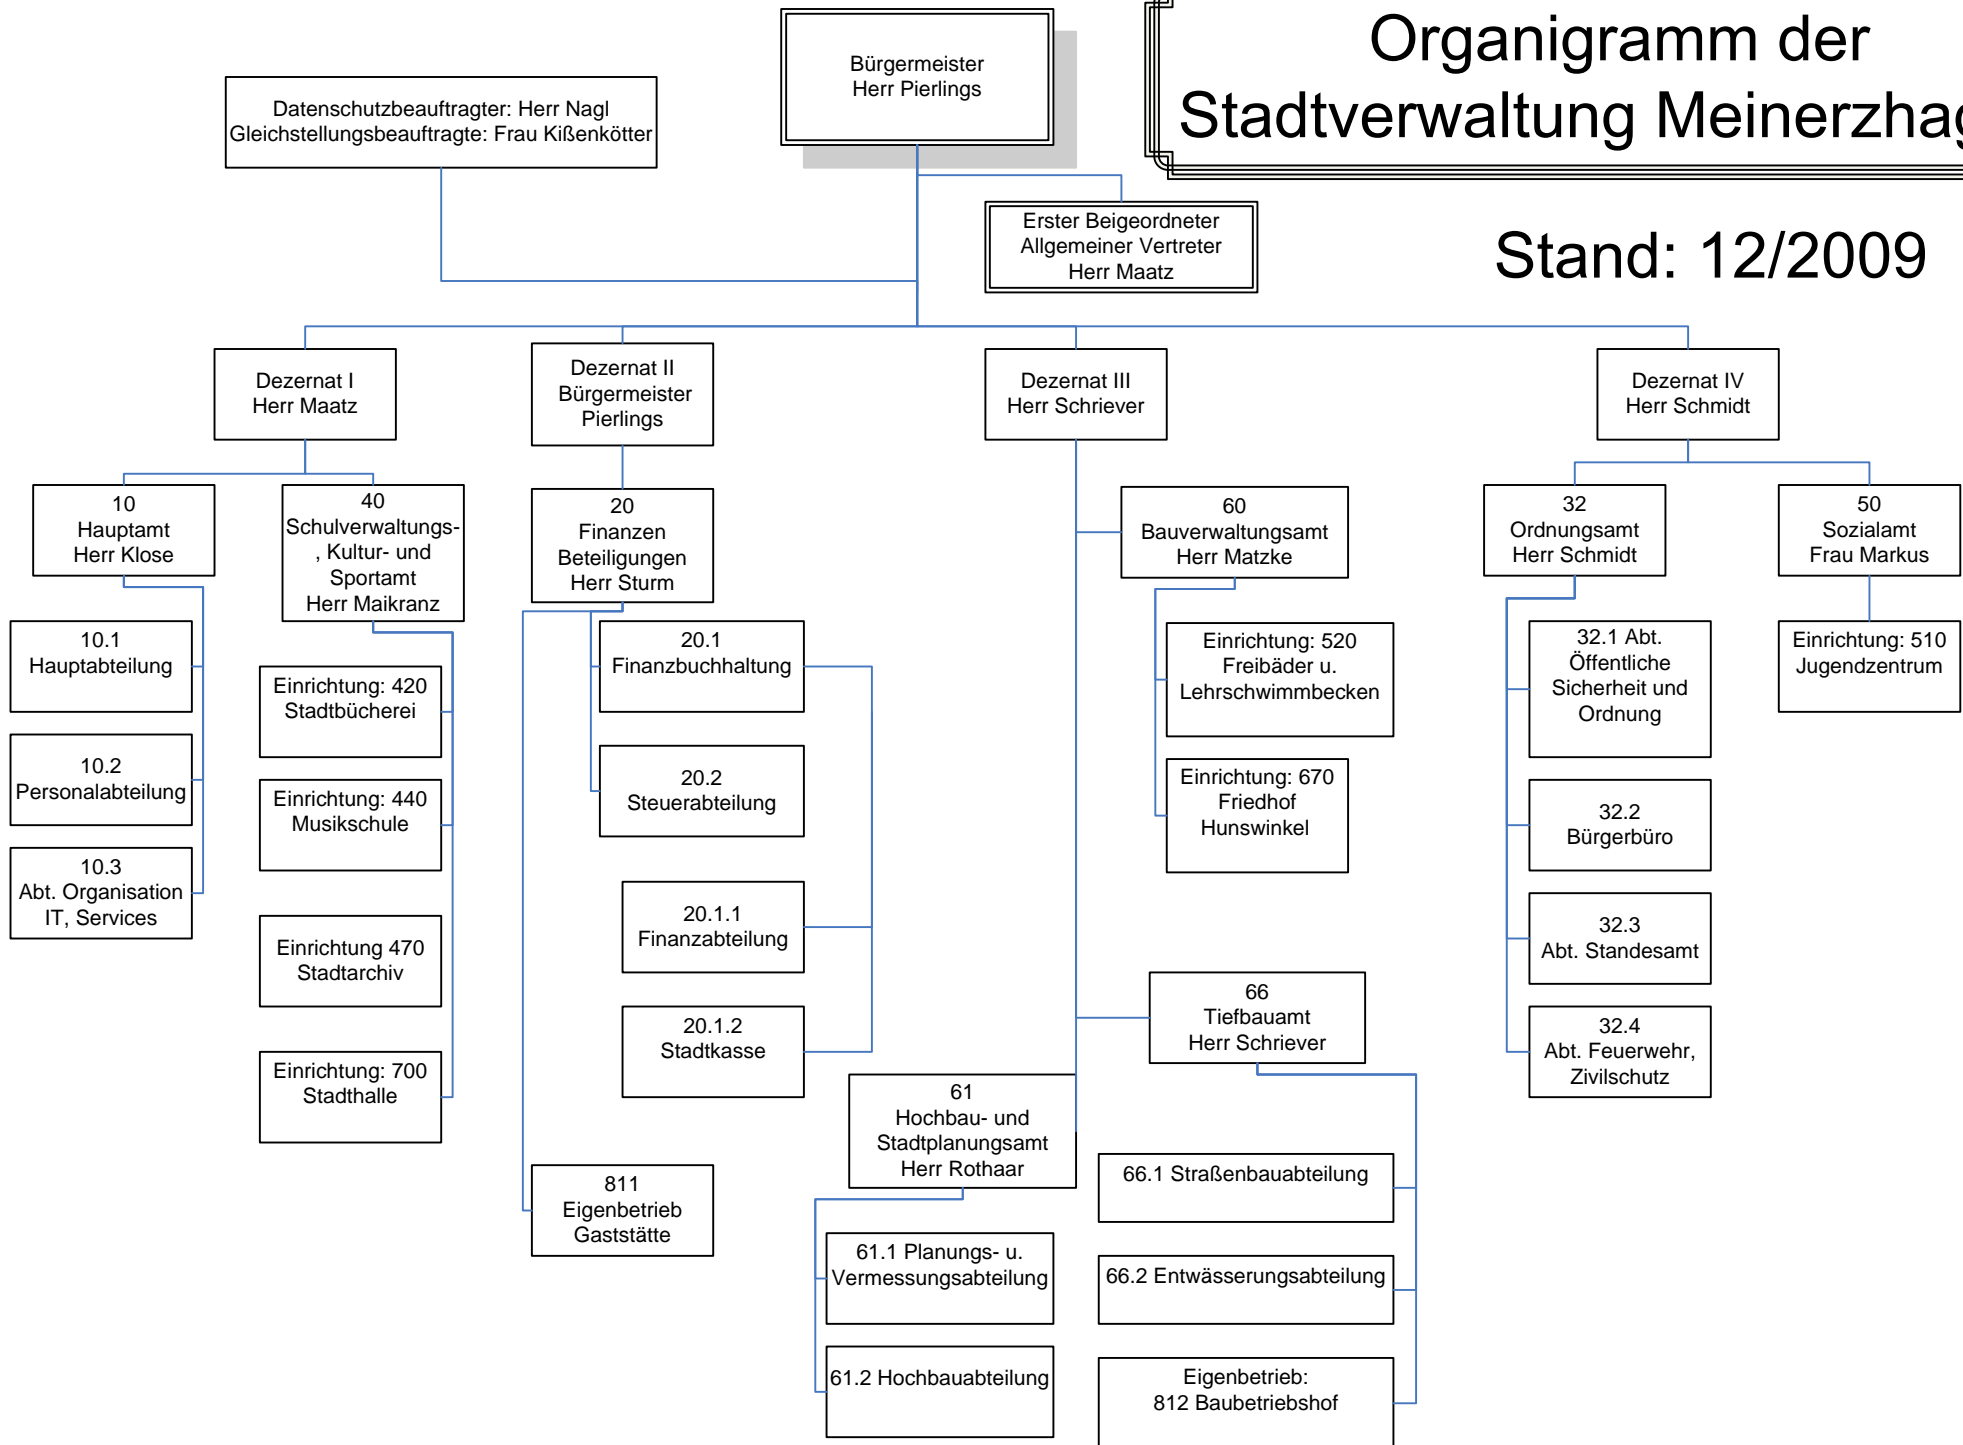 Organigramm der
Stadtverwaltung Meinerzhag
Stand: 12/2009
Bürgermeister
Herr Pierlings
Datenschutzbeauftragter: Herr Nagl
Gleichstellungsbeauftragte: Frau Kißenkötter
Erster Beigeordneter
Allgemeiner Vertreter
Herr Maatz
Dezernat I
Herr Maatz
Dezernat II
Bürgermeister
Pierlings
Dezernat III
Herr Schriever
Dezernat IV
Herr Schmidt
10
Hauptamt
Herr Klose
40
Schulverwaltungs-
, Kultur- und
Sportamt
Herr Maikranz
20
Finanzen
Beteiligungen
Herr Sturm
60
Bauverwaltungsamt
Herr Matzke
32
Ordnungsamt
Herr Schmidt
50
Sozialamt
Frau Markus
10.1
Hauptabteilung
10.2
Personalabteilung
10.3
Abt. Organisation
IT, Services
Einrichtung: 420
Stadtbücherei
Einrichtung: 440
Musikschule
Einrichtung 470
Stadtarchiv
Einrichtung: 700
Stadthalle
20.1
Finanzbuchhaltung
20.2
Steuerabteilung
20.1.1
Finanzabteilung
20.1.2
Stadtkasse
811
Eigenbetrieb
Gaststätte
Einrichtung: 520
Freibäder u.
Lehrschwimmbecken
Einrichtung: 670
Friedhof
Hunswinkel
66
Tiefbauamt
Herr Schriever
61
Hochbau- und
Stadtplanungsamt
Herr Rothaar
61.1 Planungs- u.
Vermessungsabteilung
61.2 Hochbauabteilung
66.1 Straßenbauabteilung
66.2 Entwässerungsabteilung
Eigenbetrieb:
812 Baubetriebshof
32.1 Abt.
Öffentliche
Sicherheit und
Ordnung
32.2
Bürgerbüro
32.3
Abt. Standesamt
32.4
Abt. Feuerwehr,
Zivilschutz
Einrichtung: 510
Jugendzentrum